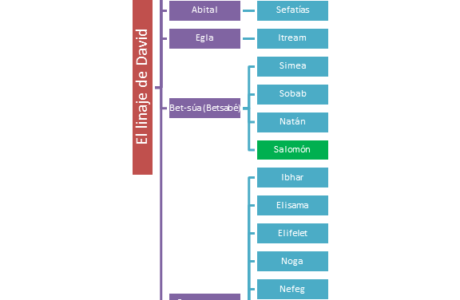 El linaje de David
Abital
Sefatías
Egla
Itream
Bet-súa (Betsabé)
Simea
Sobab
Natán
Salomón
Ibhar
Elisama
Elifelet
Noga
Nefeg